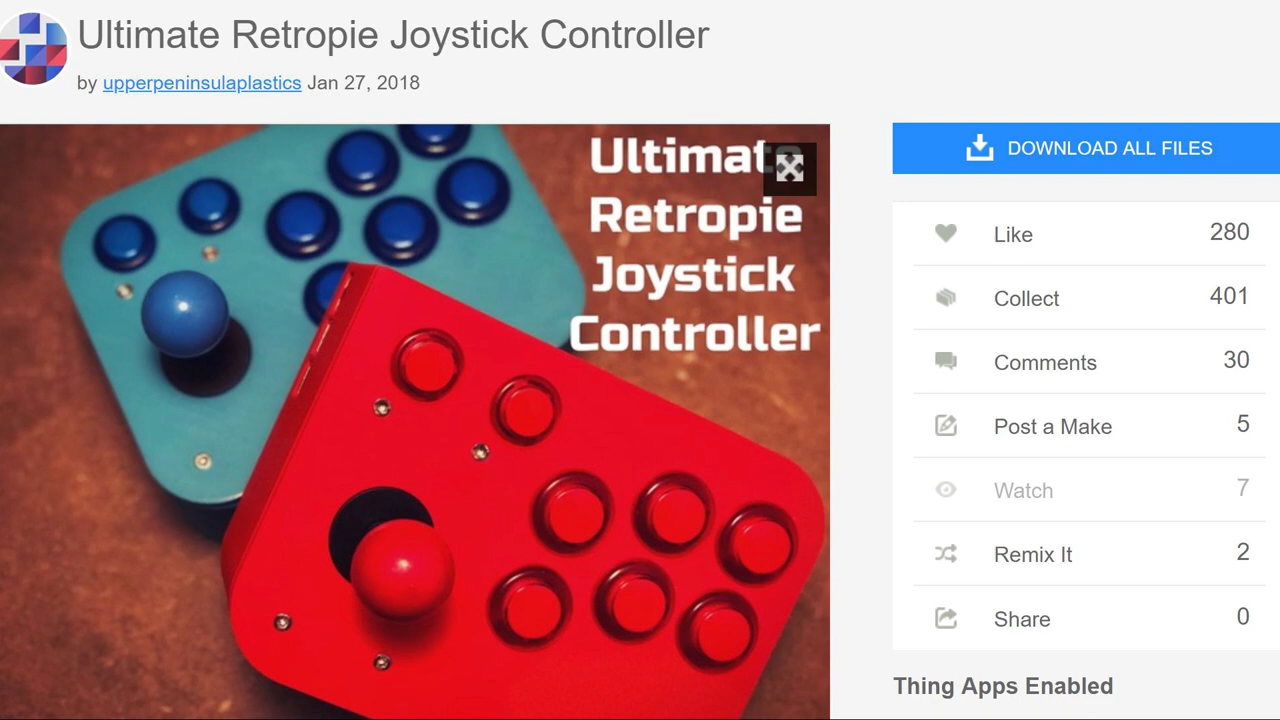 Ultimate Retropie Joystick Controller
by upperpeninsulaplastics Jan 27, 2018
Ultimate
Retropie
Joystick
Controller
DOWNLOAD ALL FILES
Like 280
Collect 401
Comments 30
Post a Make 5
Watch 7
Remix It 2
Share 0
Thing Apps Enabled